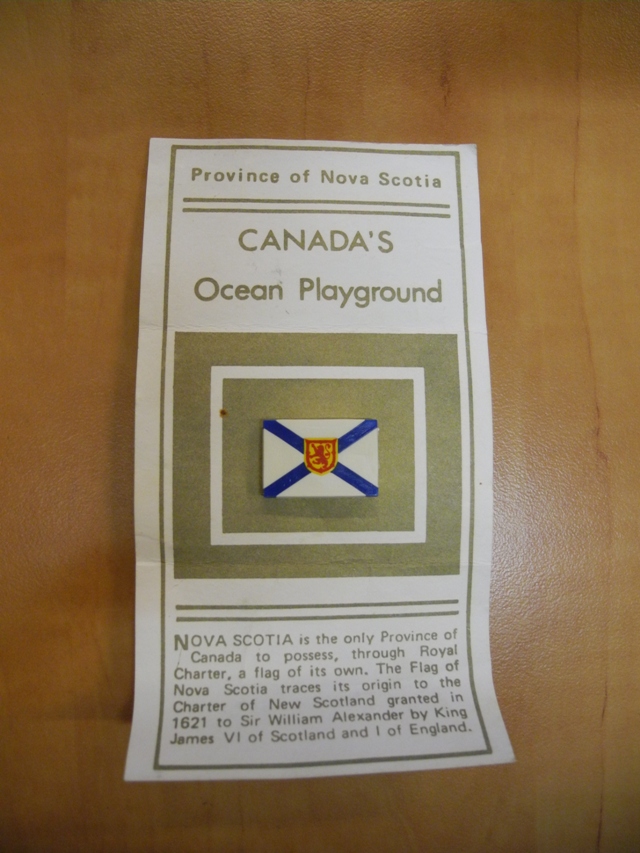 Province of Nova Scotia
CANADA'S
Ocean Playground
NOVA SCOTIA is the only Province of
Canada to possess, through Royal
Charter, a flag of its own. The Flag of
Nova Scotia traces its origin to the
Charter of New Scotland granted in
1621 to Sir William Alexander by King
James VI of Scotland and I of England.